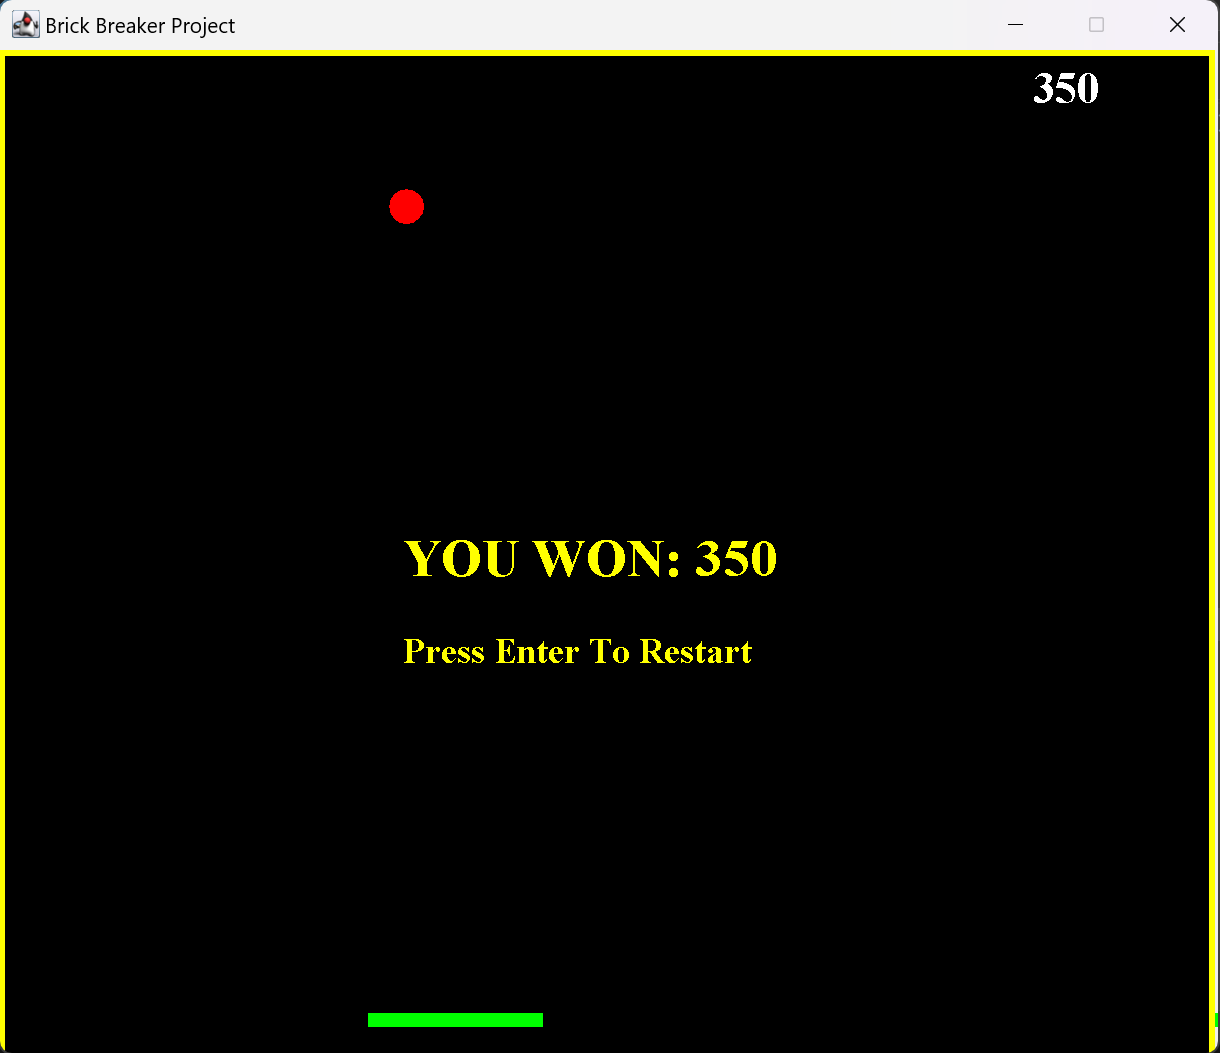 Brick Breaker Project
350
YOU WON: 350
Press Enter To Restart